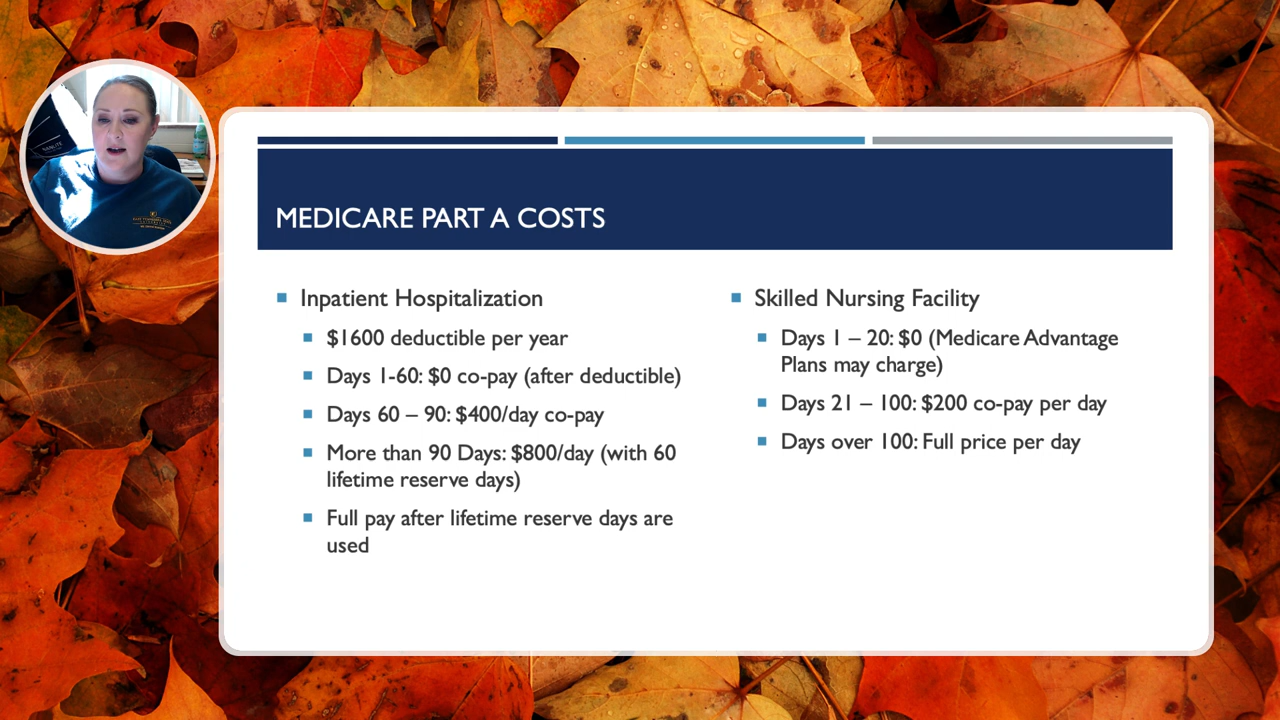 MEDICARE PART A COSTS
Inpatient Hospitalization
$1600 deductible per year
Days 1-60: $0 co-pay (after deductible)
Days 60 – 90: $400/day co-pay
More than 90 Days: $800/day (with 60
lifetime reserve days)
Full pay after lifetime reserve days are
used
Skilled Nursing Facility
Days 1 – 20: $0 (Medicare Advantage
Plans may charge)
Days 21 – 100: $200 co-pay per day
Days over 100: Full price per day